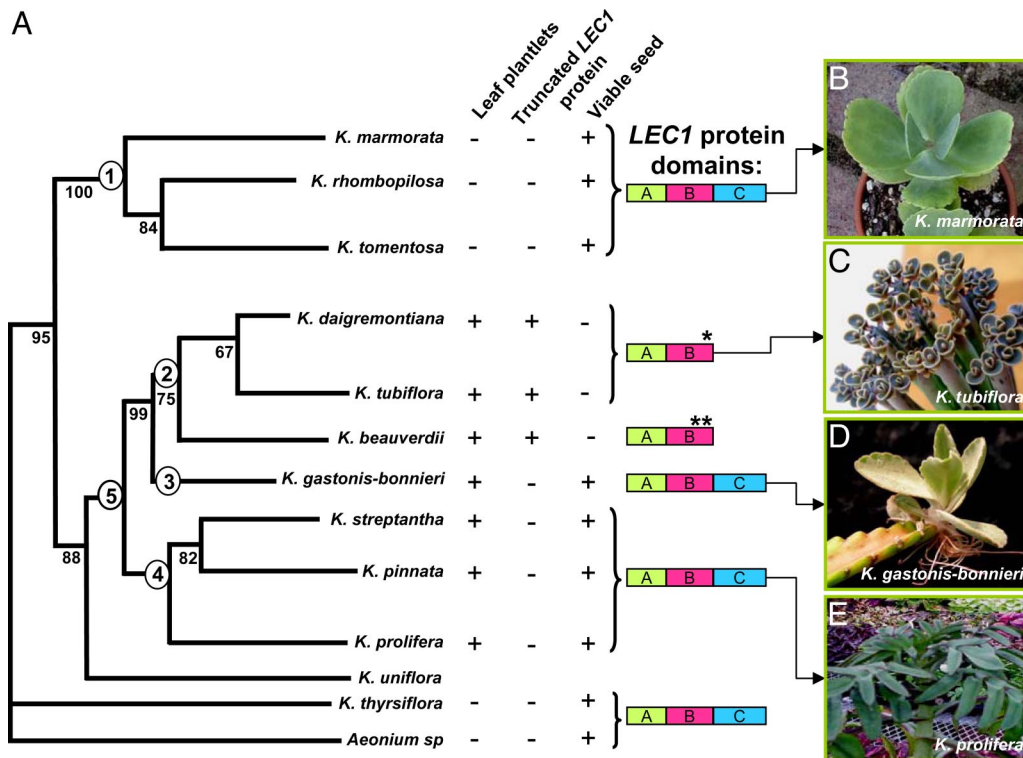 A
Leaf plantlets
Truncated LEC1
protein
Viable seed
LEC1 protein
domains:
K. marmorata - - +
K. rhombopilosa - - +
K. tomentosa - - +
A B C
K. daigremontiana + + -
K. tubiflora + + -
*
A B
K. beauverdii + + -
**
A B
K. gastonis-bonnieri + - +
A B C
K. streptantha + - +
K. pinnata + - +
K. prolifera + - +
A B C
K. uniflora
K. thyrsiflora - - +
Aeonium sp - - +
A B C
1
100
84
95
2
67
75
99
3
5
4
82
88
B
K. marmorata
C
K. tubiflora
D
K. gastonis-bonnieri
E
K. prolifera